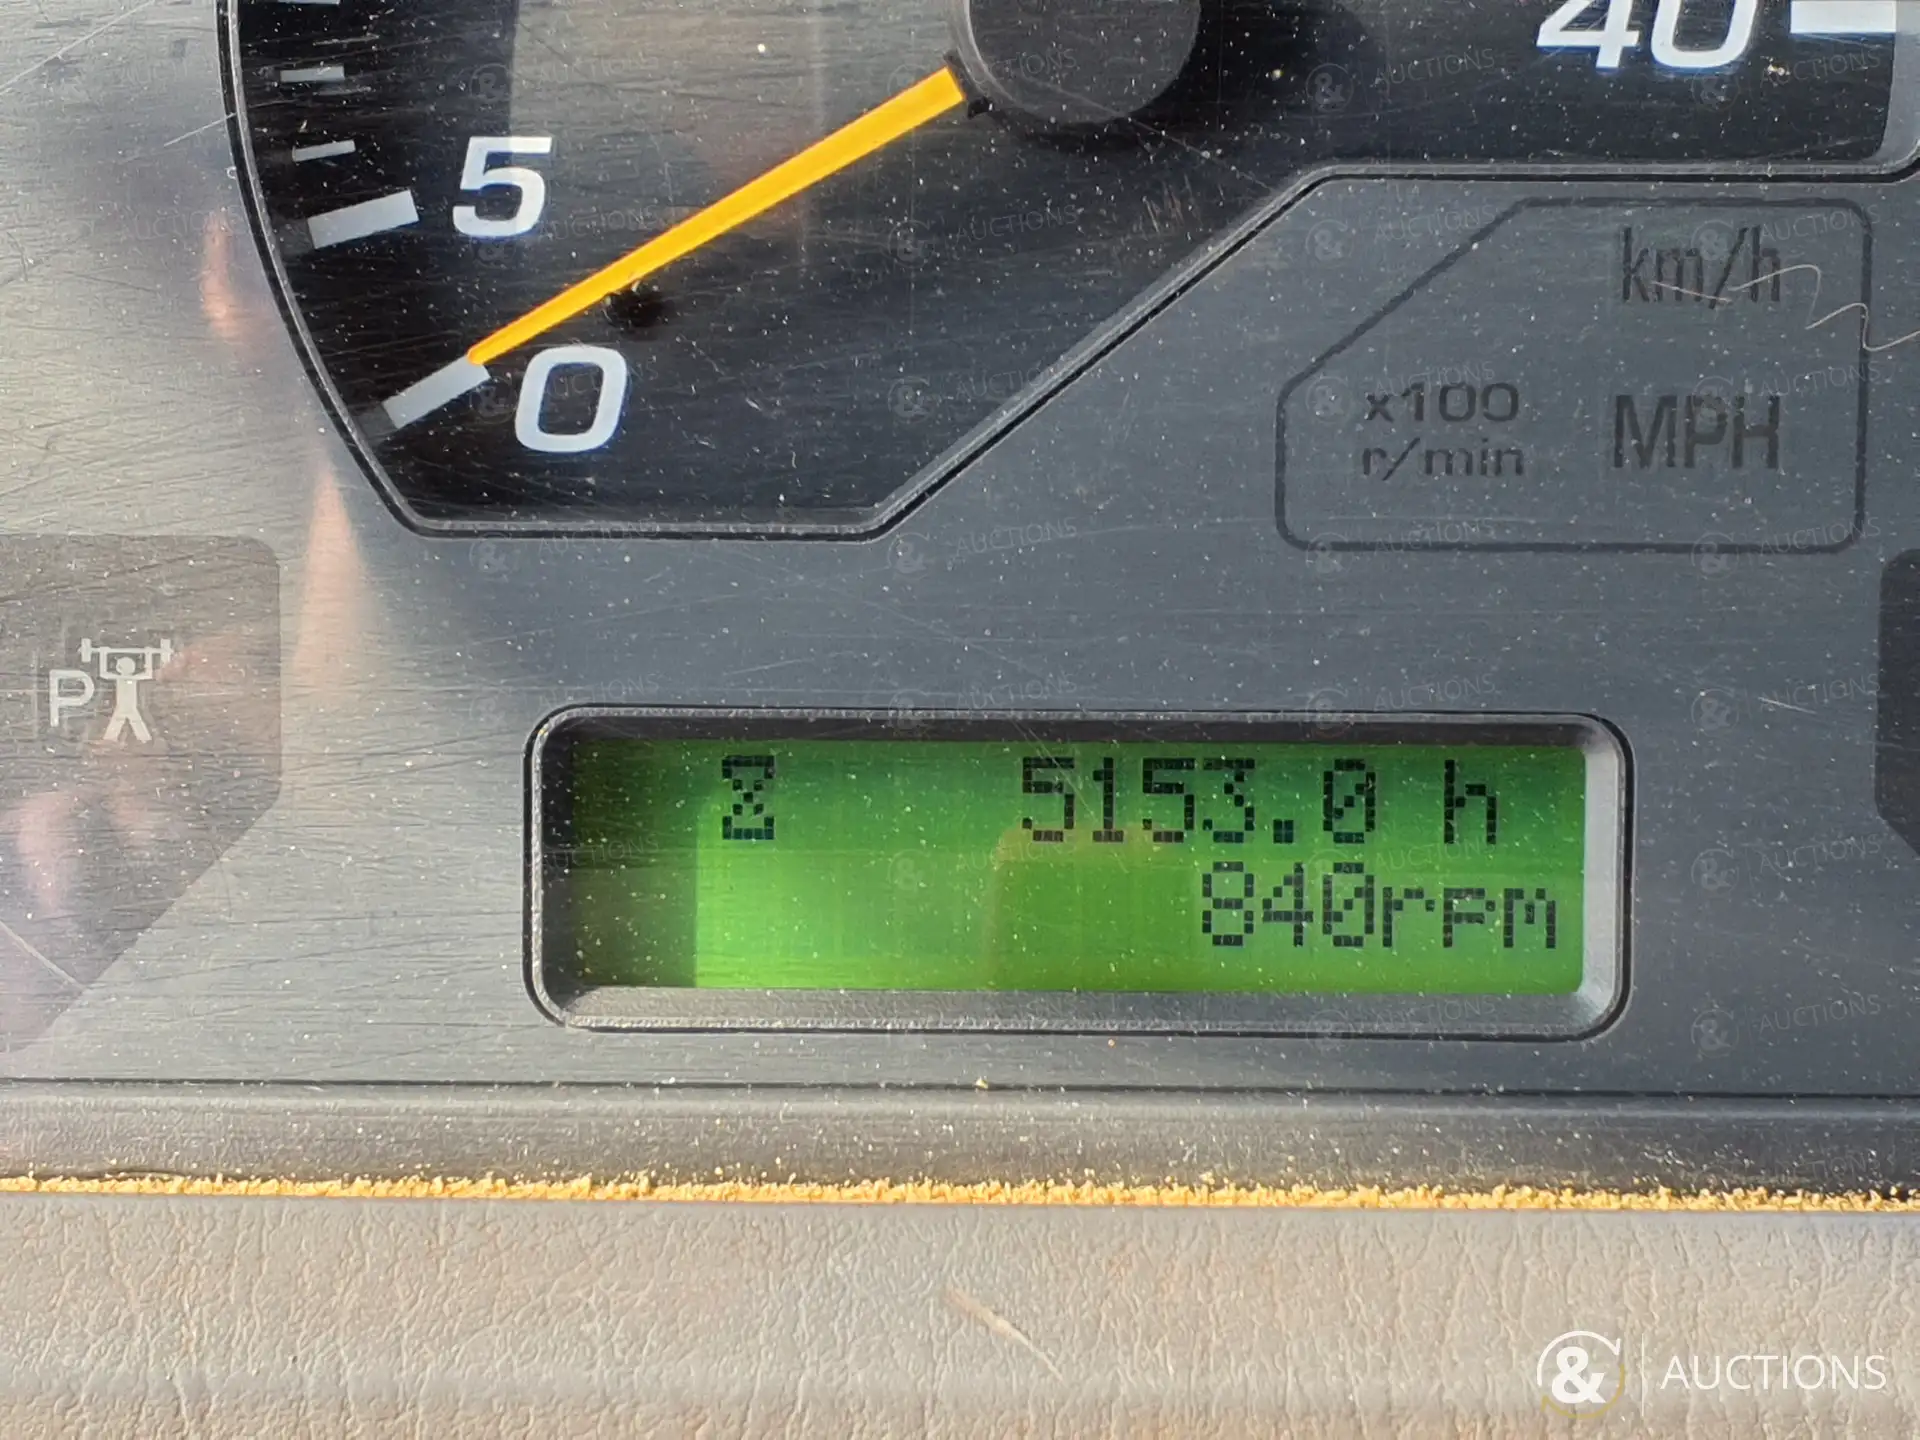 40
5
0
km/h
x100
r/min
MPH
P
5153.0 h
840rpm
& AUCTIONS